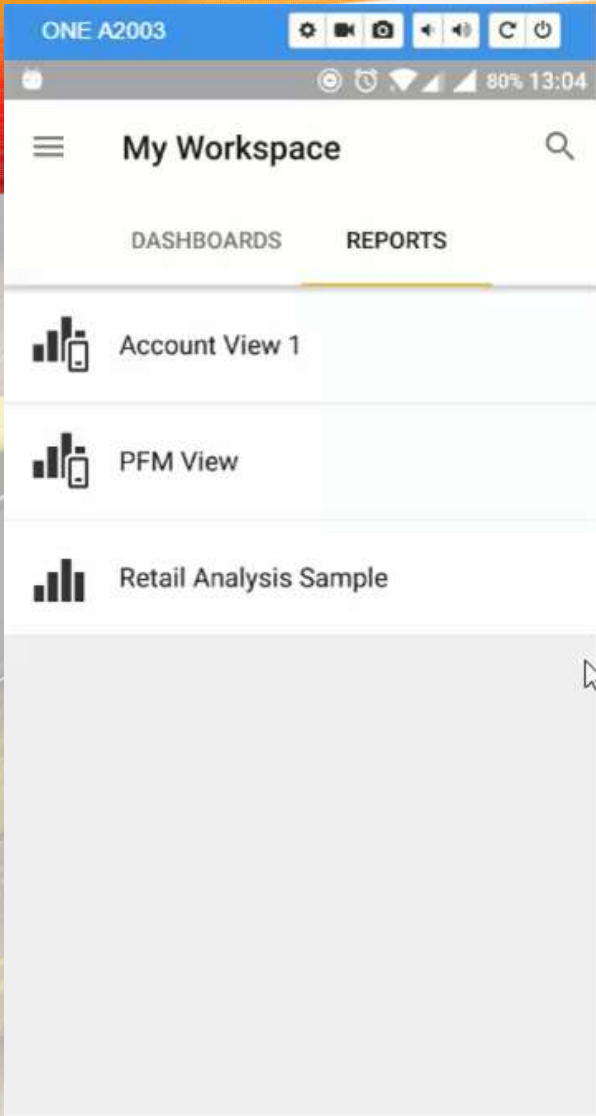 ONE A2003
80% 13:04
My Workspace
DASHBOARDS REPORTS
Account View 1
PFM View
Retail Analysis Sample